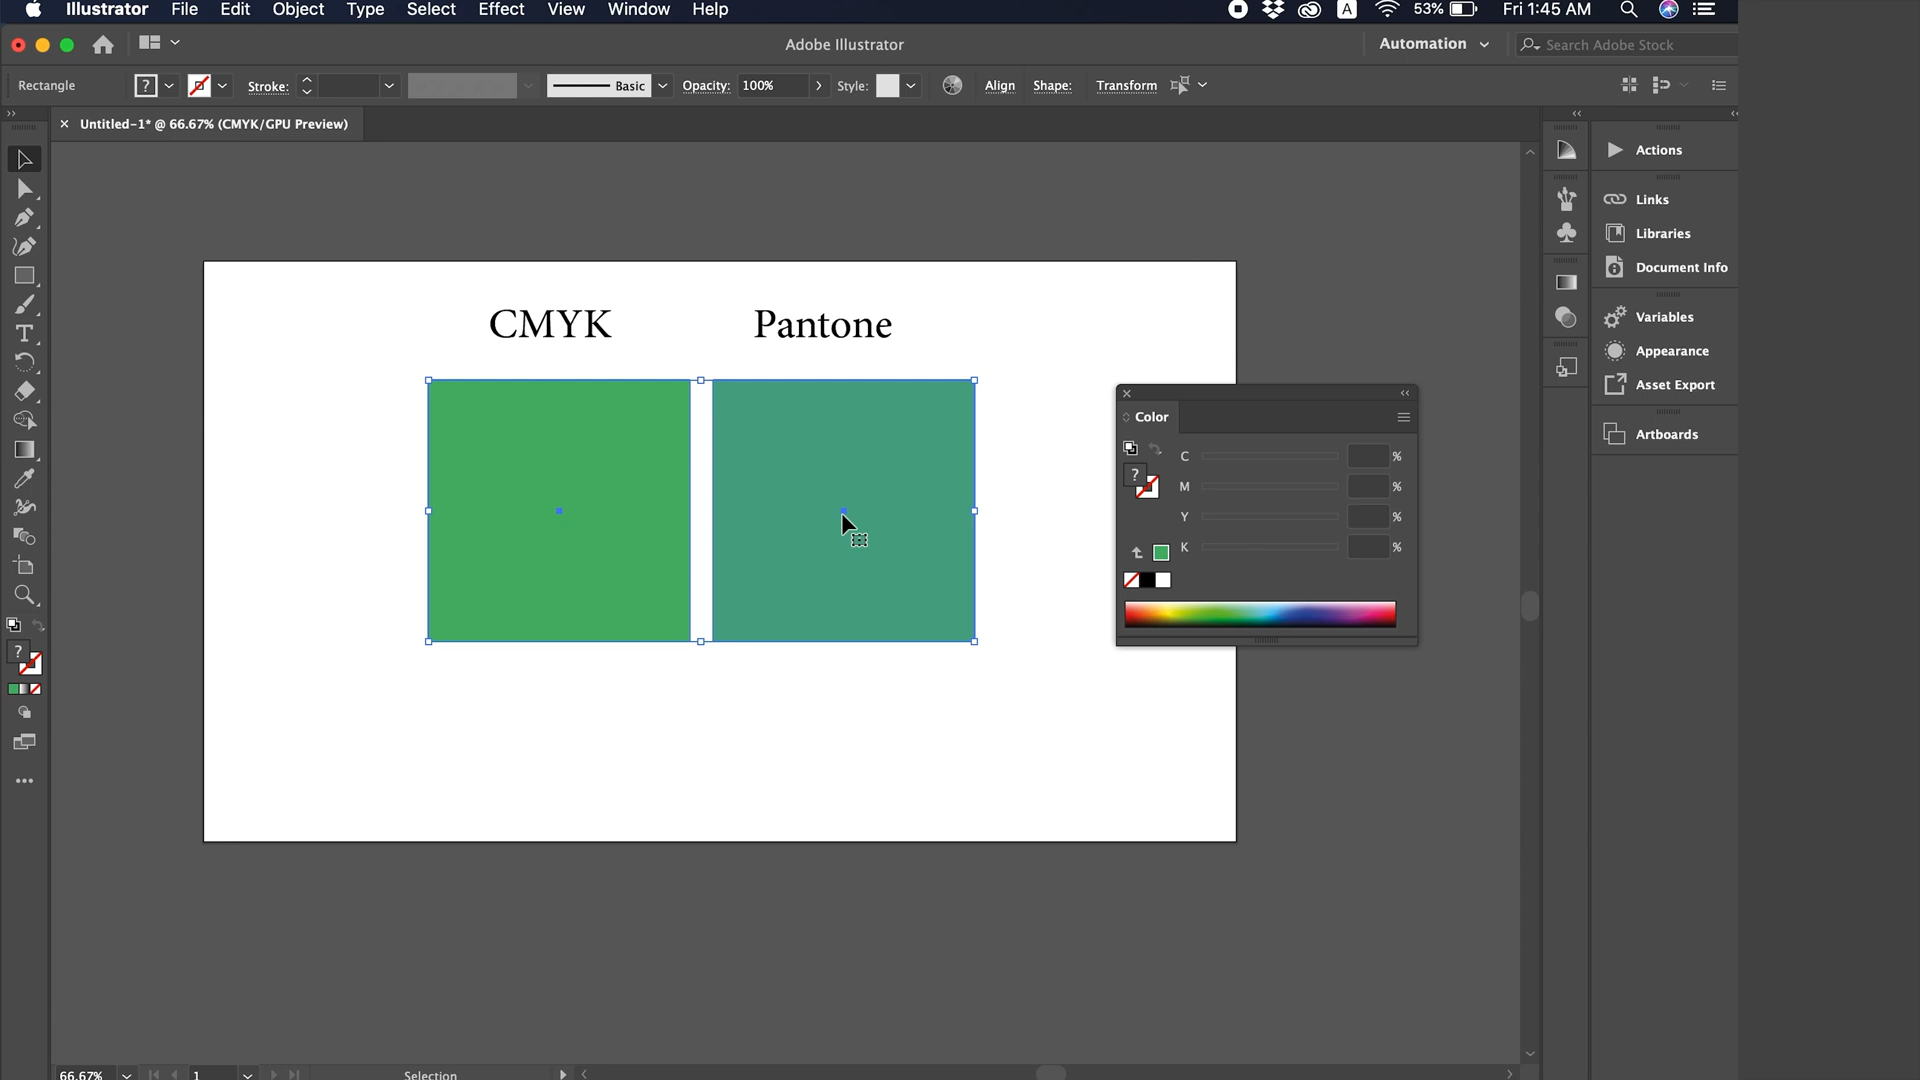 Illustrator File Edit Object Type Select Effect View Window Help A 53% Fri 1:45 AM
Adobe Illustrator Automation Search Adobe Stock
Rectangle ? Stroke: Basic Opacity: 100% Style: Align Shape: Transform
× Untitled-1* @ 66.67% (CMYK/GPU Preview)
Actions
Links
Libraries
Document Info
Variables
Appearance
Asset Export
Artboards
CMYK Pantone
Color
C %
M %
Y %
K %
?
?
66.67% 1 Selection